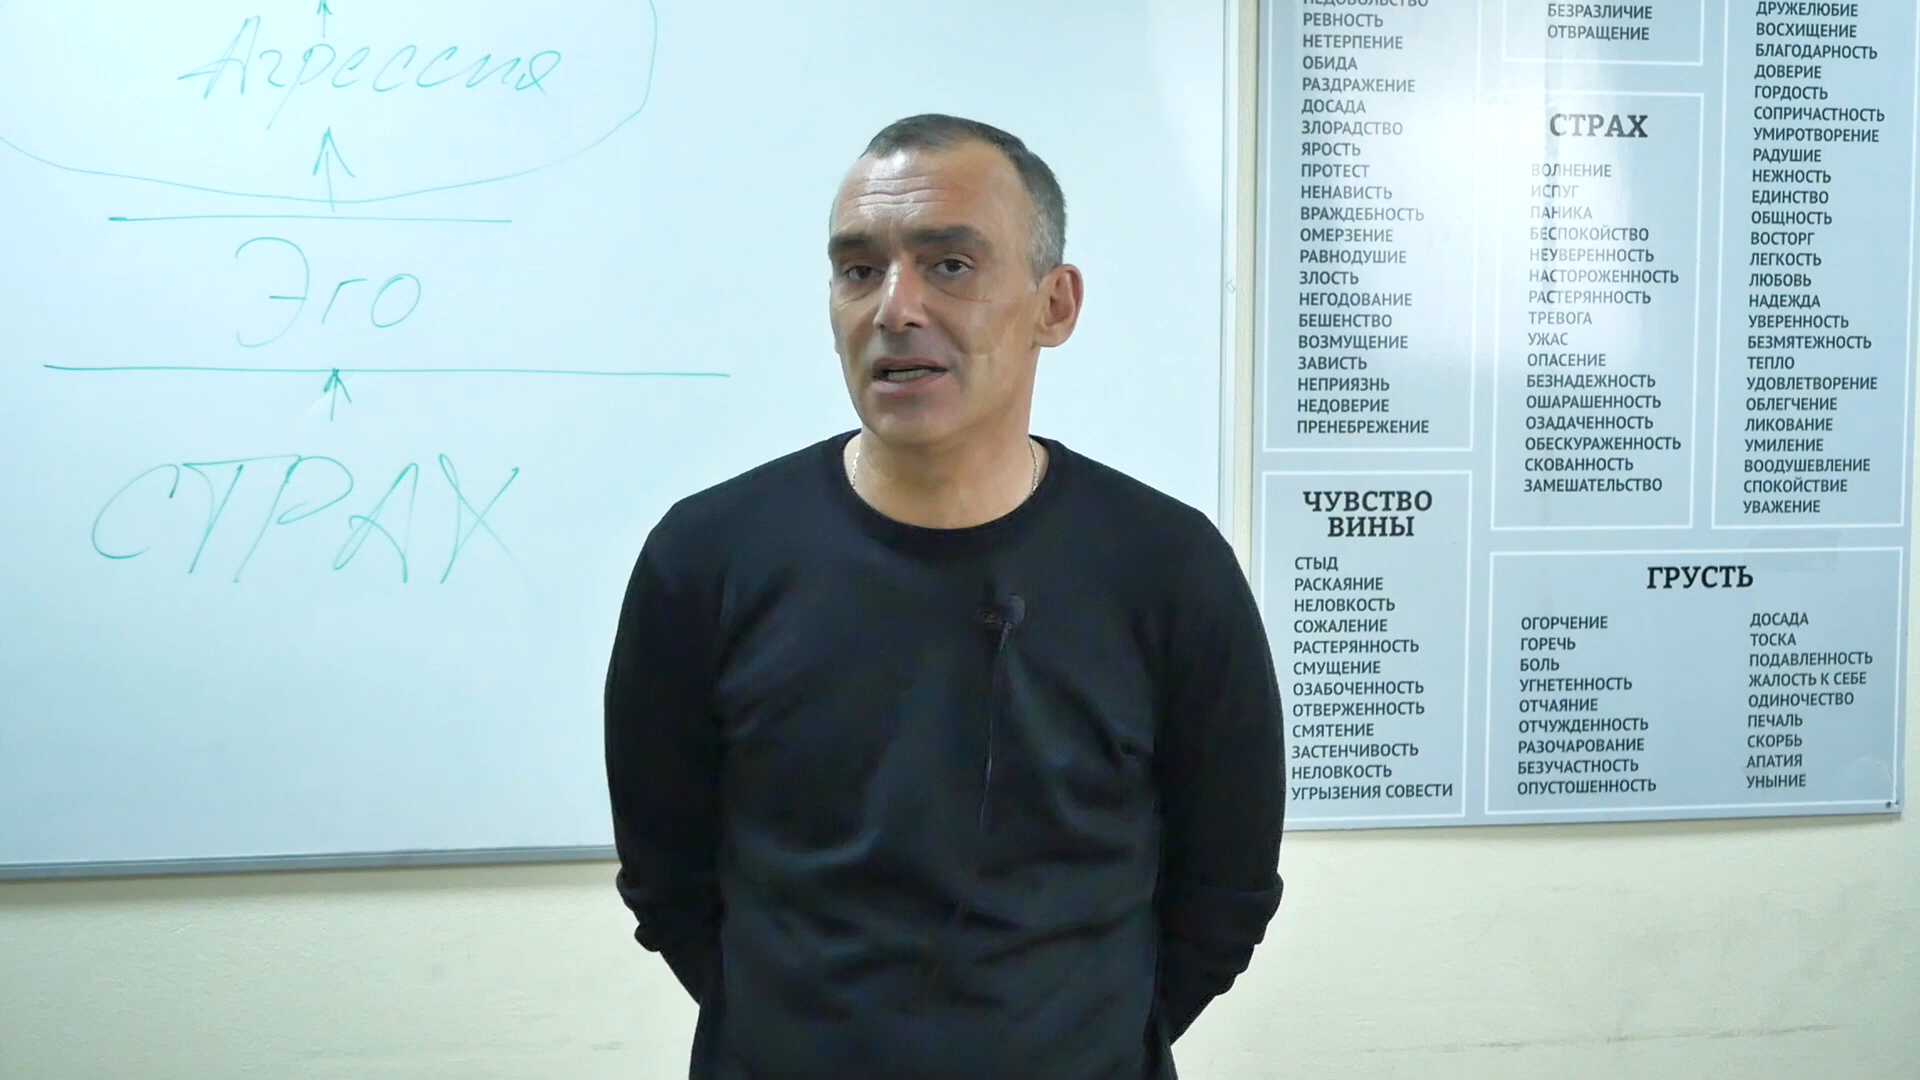 Агрессия
Эго
СТРАХ
НЕДОВОЛЬСТВО
РЕВНОСТЬ
НЕТЕРПЕНИЕ
ОБИДА
РАЗДРАЖЕНИЕ
ДОСАДА
ЗЛОРАДСТВО
ЯРОСТЬ
ПРОТЕСТ
НЕНАВИСТЬ
ВРАЖДЕБНОСТЬ
ОМЕРЗЕНИЕ
РАВНОДУШИЕ
ЗЛОСТЬ
НЕГОДОВАНИЕ
БЕШЕНСТВО
ВОЗМУЩЕНИЕ
ЗАВИСТЬ
НЕПРИЯЗНЬ
НЕДОВЕРИЕ
ПРЕНЕБРЕЖЕНИЕ
ЧУВСТВО
ВИНЫ
СТЫД
РАСКАЯНИЕ
НЕЛОВКОСТЬ
СОЖАЛЕНИЕ
РАСТЕРЯННОСТЬ
СМУЩЕНИЕ
ОЗАБОЧЕННОСТЬ
ОТВЕРЖЕННОСТЬ
СМЯТЕНИЕ
ЗАСТЕНЧИВОСТЬ
НЕЛОВКОСТЬ
УГРЫЗЕНИЯ СОВЕСТИ
БЕЗРАЗЛИЧИЕ
ОТВРАЩЕНИЕ
СТРАХ
ВОЛНЕНИЕ
ИСПУГ
ПАНИКА
БЕСПОКОЙСТВО
НЕУВЕРЕННОСТЬ
НАСТОРОЖЕННОСТЬ
РАСТЕРЯННОСТЬ
ТРЕВОГА
УЖАС
ОПАСЕНИЕ
БЕЗНАДЕЖНОСТЬ
ОШАРАШЕННОСТЬ
ОЗАДАЧЕННОСТЬ
ОБЕСКУРАЖЕННОСТЬ
СКОВАННОСТЬ
ЗАМЕШАТЕЛЬСТВО
ДРУЖЕЛЮБИЕ
ВОСХИЩЕНИЕ
БЛАГОДАРНОСТЬ
ДОВЕРИЕ
ГОРДОСТЬ
СОПРИЧАСТНОСТЬ
УМИРОТВОРЕНИЕ
РАДУШИЕ
НЕЖНОСТЬ
ЕДИНСТВО
ОБЩНОСТЬ
ВОСТОРГ
ЛЕГКОСТЬ
ЛЮБОВЬ
НАДЕЖДА
УВЕРЕННОСТЬ
БЕЗМЯТЕЖНОСТЬ
ТЕПЛО
УДОВЛЕТВОРЕНИЕ
ОБЛЕГЧЕНИЕ
ЛИКОВАНИЕ
УМИЛЕНИЕ
ВООДУШЕВЛЕНИЕ
СПОКОЙСТВИЕ
УВАЖЕНИЕ
ГРУСТЬ
ОГОРЧЕНИЕ
ГОРЕЧЬ
БОЛЬ
УГНЕТЕННОСТЬ
ОТЧАЯНИЕ
ОТЧУЖДЕННОСТЬ
РАЗОЧАРОВАНИЕ
БЕЗУЧАСТНОСТЬ
ОПУСТОШЕННОСТЬ
ДОСАДА
ТОСКА
ПОДАВЛЕННОСТЬ
ЖАЛОСТЬ К СЕБЕ
ОДИНОЧЕСТВО
ПЕЧАЛЬ
СКОРБЬ
АПАТИЯ
УНЫНИЕ